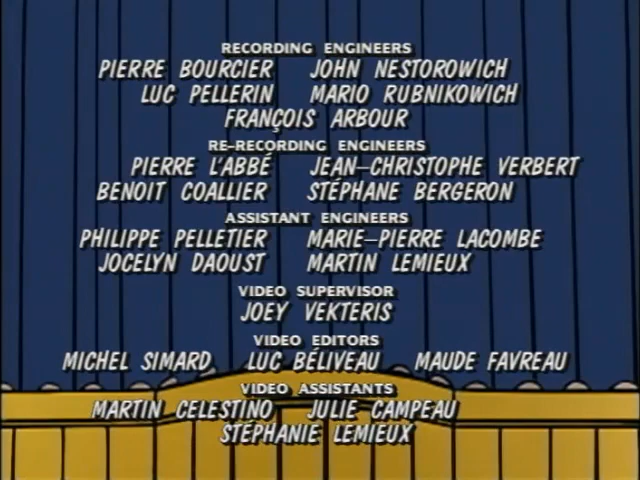 RECORDING ENGINEERS
PIERRE BOURCIER JOHN NESTOROWICH
LUC PELLERIN MARIO RUBNIKOWICH
FRANÇOIS ARBOUR
RE-RECORDING ENGINEERS
PIERRE L'ABBÉ JEAN-CHRISTOPHE VERBERT
BENOIT COALLIER STÉPHANE BERGERON
ASSISTANT ENGINEERS
PHILIPPE PELLETIER MARIE-PIERRE LACOMBE
JOCELYN DAOUST MARTIN LEMIEUX
VIDEO SUPERVISOR
JOEY VEKTERIS
VIDEO EDITORS
MICHEL SIMARD LUC BÉLIVEAU MAUDE FAVREAU
VIDEO ASSISTANTS
MARTIN CELESTINO JULIE CAMPEAU
STÉPHANIE LEMIEUX